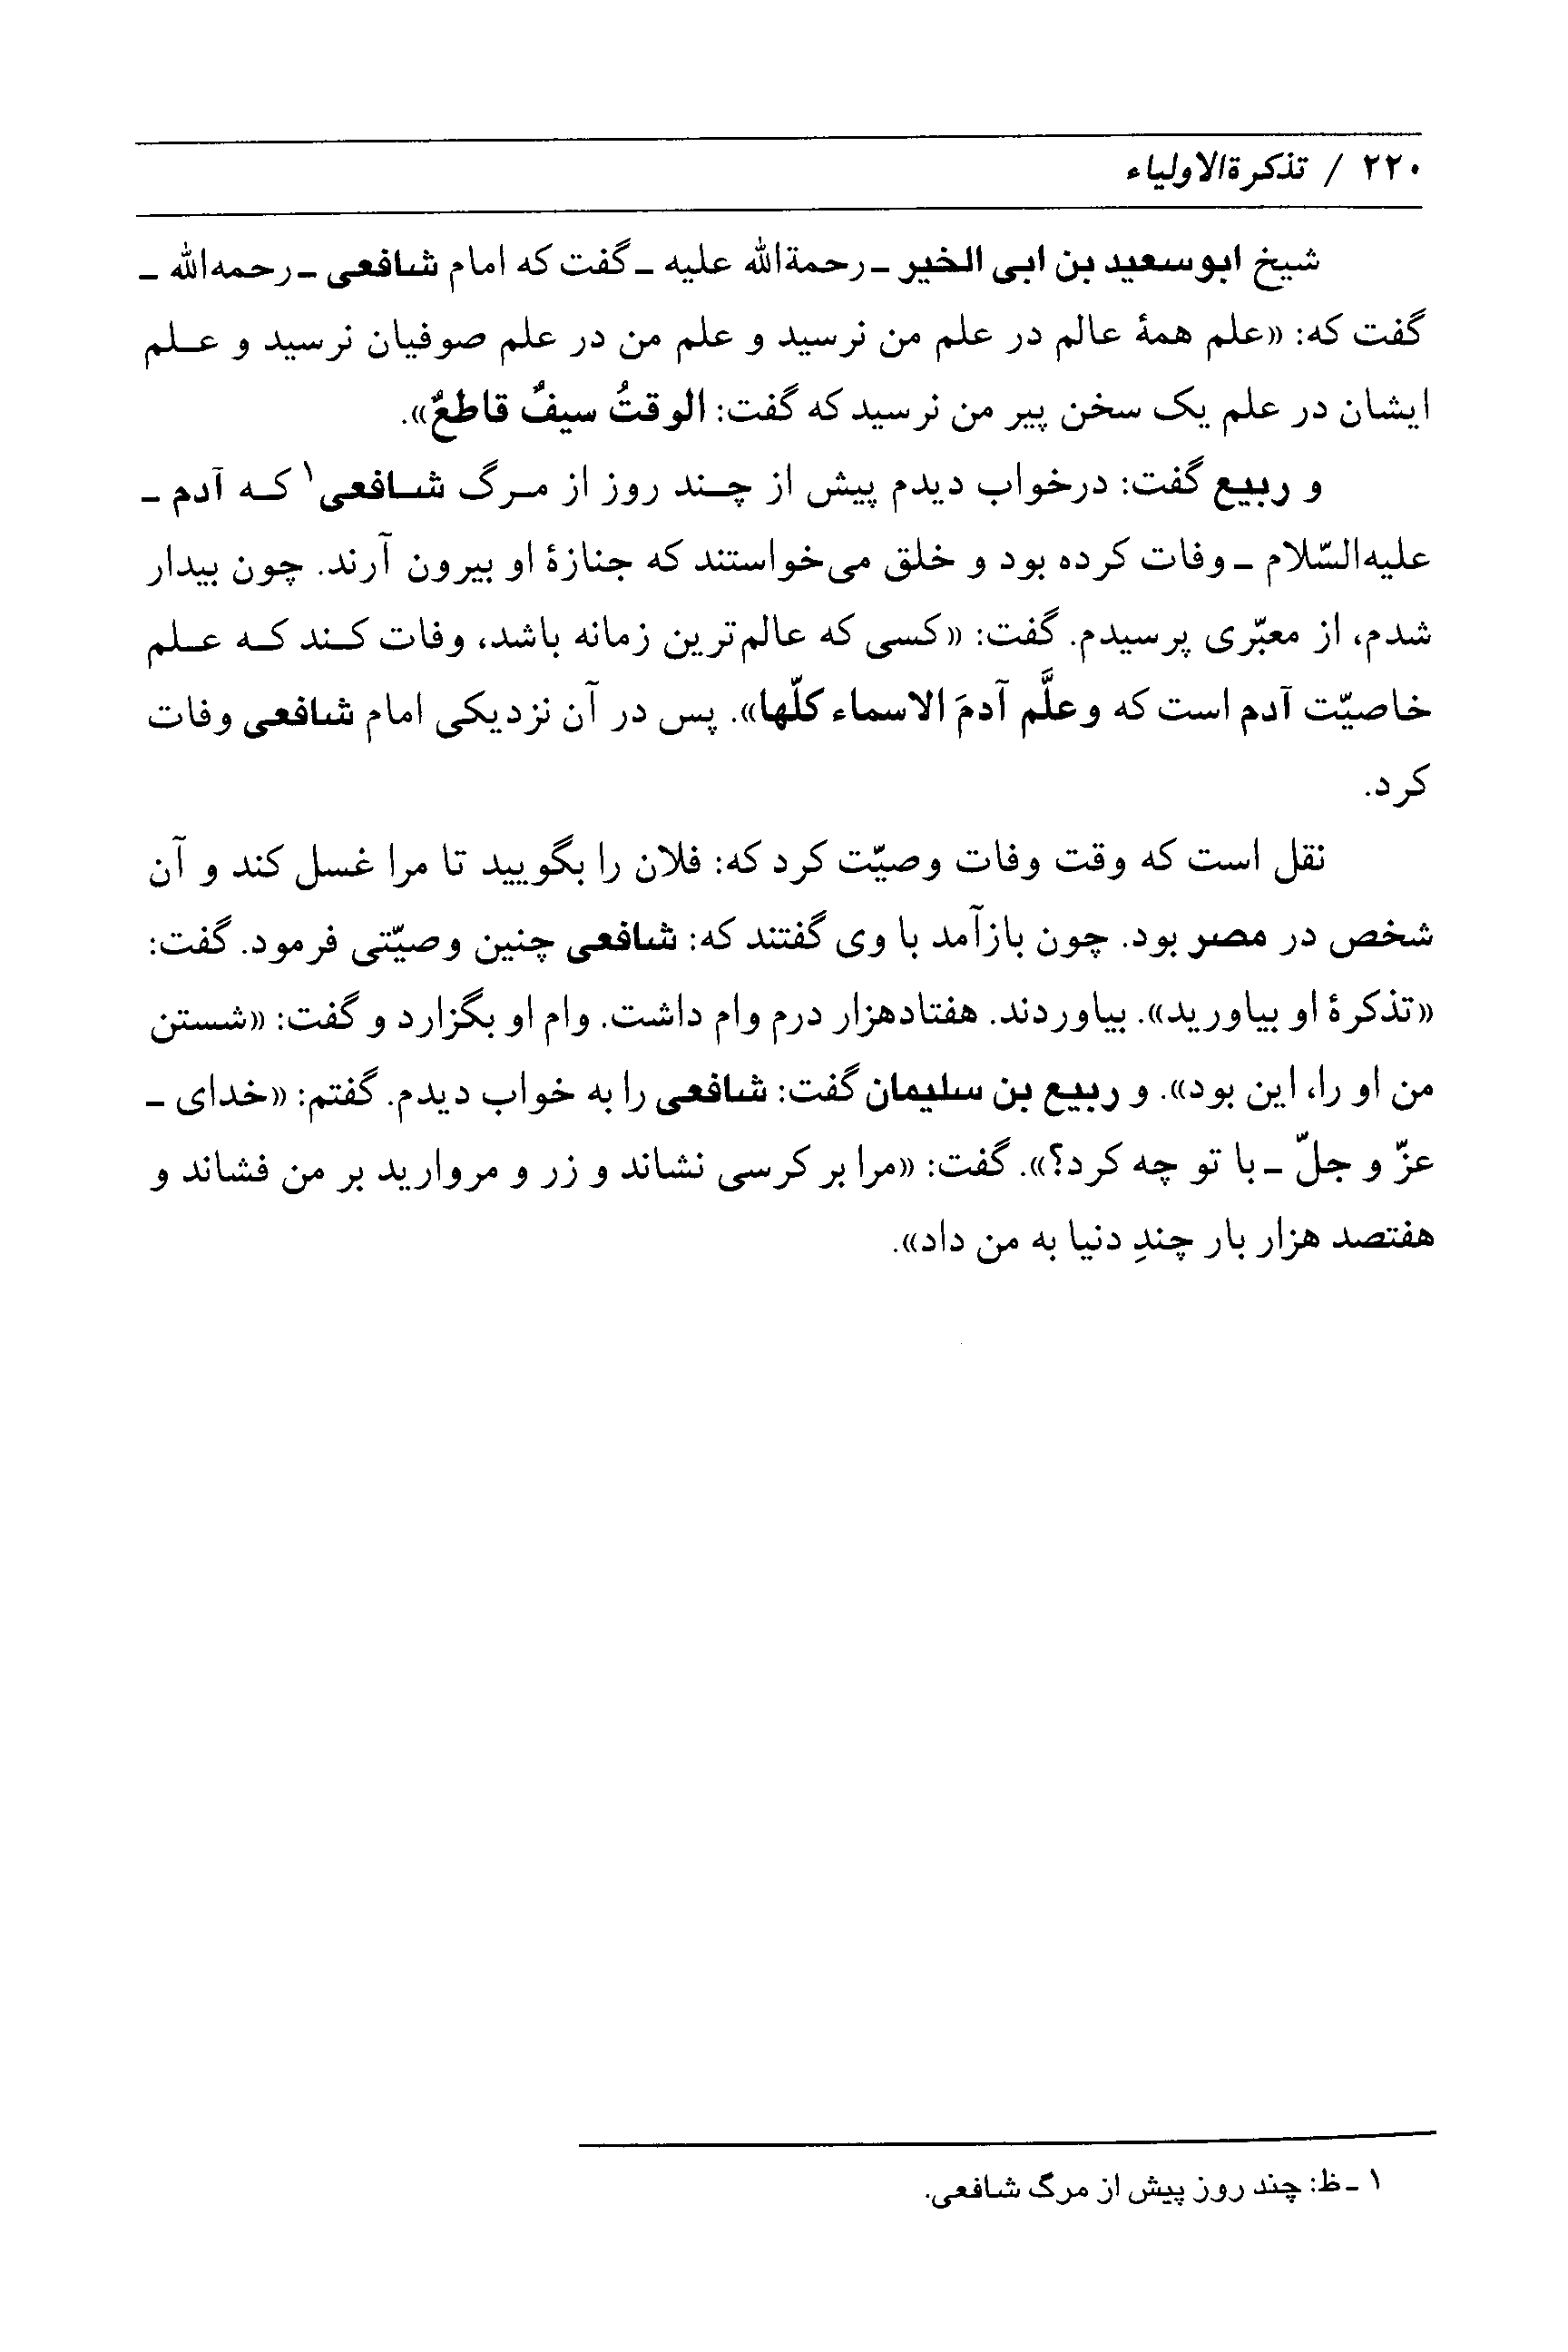 ۲۲۰ / تذکرةالاولیاء
شیخ ابوسعید بن ابی الخیر ـ رحمةالله علیه ـ گفت که امام شافعی ـ رحمه‌الله ـ
گفت که: «علم همهٔ عالم در علم من نرسید و علم من در علم صوفیان نرسید و علم
ایشان در علم یک سخن پیر من نرسید که گفت: الوقتُ سیفٌ قاطعٌ».
و ربیع گفت: درخواب دیدم پیش از چند روز از مرگ شافعی۱ که آدم ـ
علیه‌السّلام ـ وفات کرده بود و خلق می‌خواستند که جنازهٔ او بیرون آرند. چون بیدار
شدم، از معبّری پرسیدم. گفت: «کسی که عالم‌ترین زمانه باشد، وفات کند که علم
خاصیّت آدم است که وعلَّم آدمَ الاسماء کلّها». پس در آن نزدیکی امام شافعی وفات
کرد.
نقل است که وقت وفات وصیّت کرد که: فلان را بگویید تا مرا غسل کند و آن
شخص در مصر بود. چون بازآمد با وی گفتند که: شافعی چنین وصیّتی فرمود. گفت:
«تذکرهٔ او بیاورید». بیاوردند. هفتادهزار درم وام داشت. وام او بگزارد و گفت: «شستن
من او را، این بود». و ربیع بن سلیمان گفت: شافعی را به خواب دیدم. گفتم: «خدای ـ
عزّ و جلّ ـ با تو چه کرد؟». گفت: «مرا بر کرسی نشاند و زر و مروارید بر من فشاند و
هفتصد هزار بار چندِ دنیا به من داد».
۱ ـ ظ: چند روز پیش از مرگ شافعی.